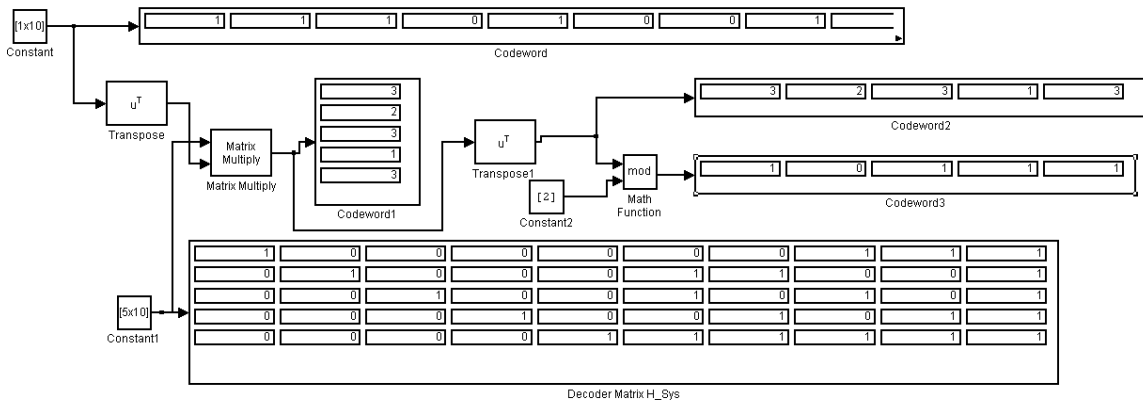 [1x10]
Constant
1 1 1 0 1 0 0 1
Codeword
uT
Transpose
Matrix
Multiply
Matrix Multiply
3
2
3
1
3
Codeword1
uT
Transpose1
[2]
Constant2
mod
Math
Function
3 2 3 1 3
Codeword2
1 0 1 1 1
Codeword3
[5x10]
Constant1
1 0 0 0 0 0 0 1 1 1
0 1 0 0 0 1 1 0 0 1
0 0 1 0 0 1 0 1 0 1
0 0 0 1 0 0 1 0 1 1
0 0 0 0 1 1 1 1 1 1
Decoder Matrix H_Sys